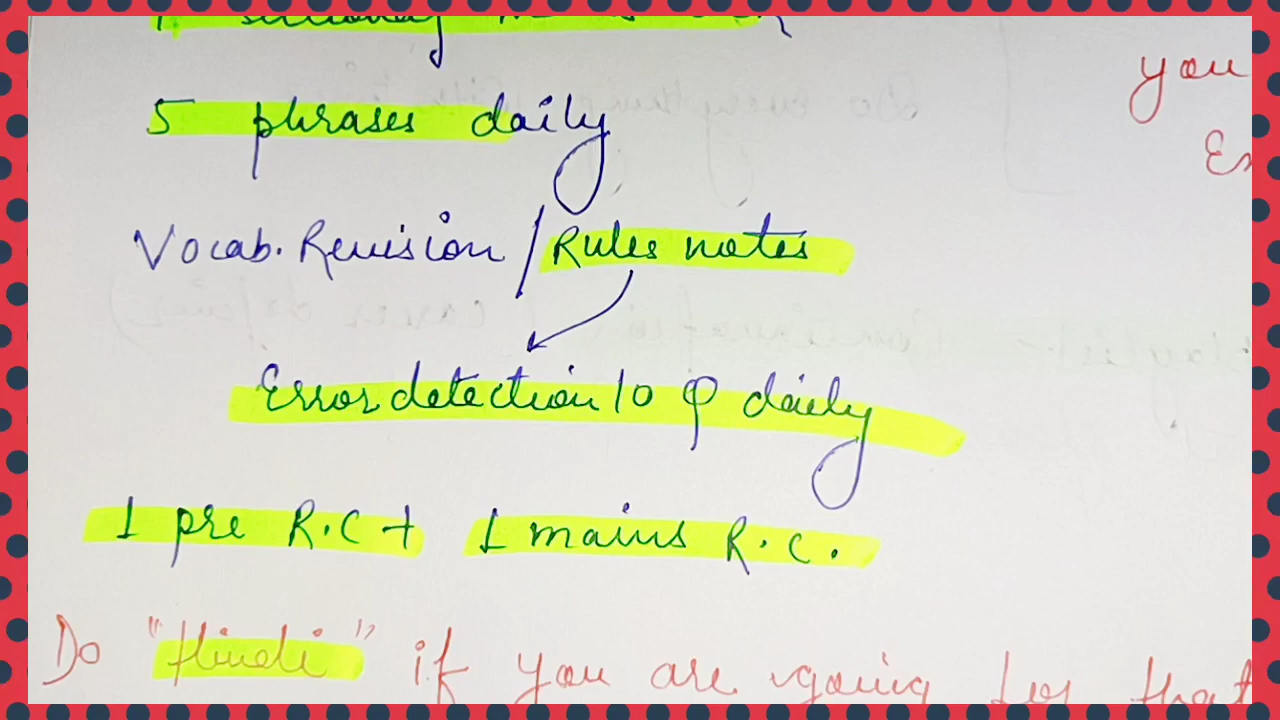 you
5 phrases daily
Vocab. Revision / Rules notes
Error detection 10 Q daily
1 pre R.C + 1 mains R.C.
Do "Hindi" if you are going for that